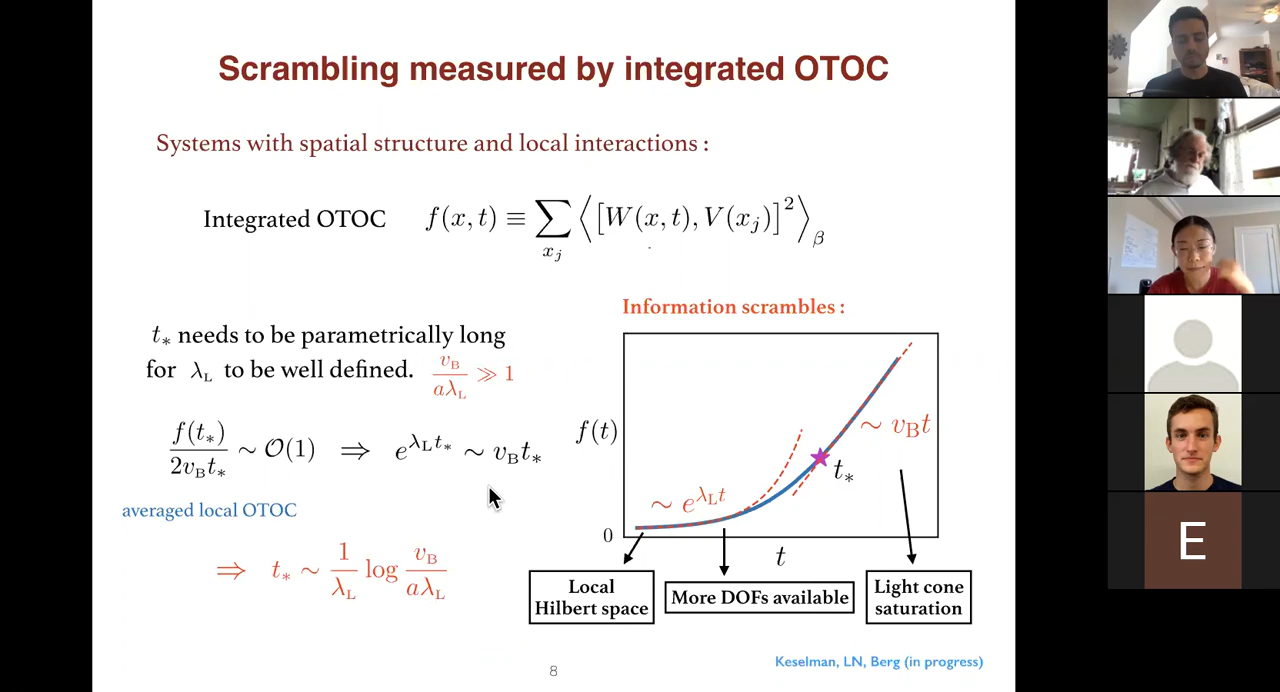 Scrambling measured by integrated OTOC
Systems with spatial structure and local interactions :
Integrated OTOC f(x, t) ≡ ∑_{x_j} ⟨[W(x, t), V(x_j)]²⟩_β
t_* needs to be parametrically long
for λ_L to be well defined. v_B / aλ_L ≫ 1
f(t_*) / 2v_B t_* ∼ 𝒪(1) ⟹ e^{λ_L t_*} ∼ v_B t_*
averaged local OTOC
⟹ t_* ∼ 1/λ_L log v_B / aλ_L
Information scrambles :
f(t)
∼ v_B t
t_*
∼ e^{λ_L t}
0
t
Local
Hilbert space
More DOFs available
Light cone
saturation
Keselman, LN, Berg (in progress)
8
E